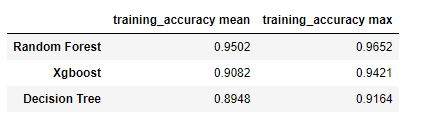 training_accuracy mean training_accuracy max
Random Forest 0.9502 0.9652
Xgboost 0.9082 0.9421
Decision Tree 0.8948 0.9164